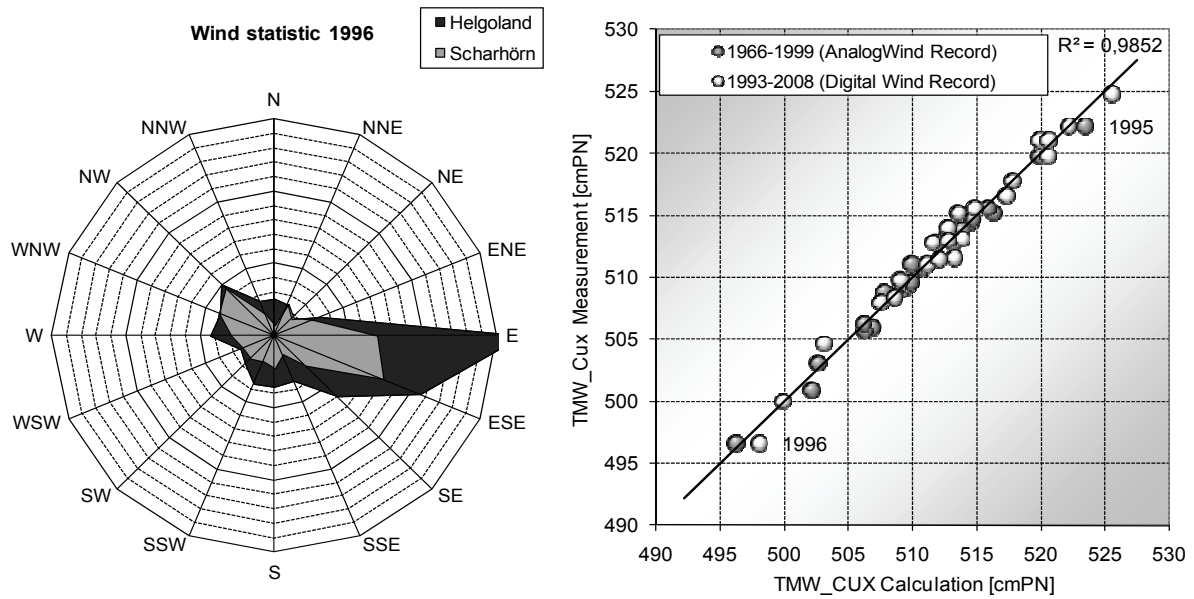 Wind statistic 1996
Helgoland
Scharhörn
N
NNE
NE
ENE
E
ESE
SE
SSE
S
SSW
SW
WSW
W
WNW
NW
NNW
1966-1999 (AnalogWind Record)
1993-2008 (Digital Wind Record)
R² = 0,9852
1995
1996
TMW_Cux Measurement [cmPN]
530
525
520
515
510
505
500
495
490
490 495 500 505 510 515 520 525 530
TMW_CUX Calculation [cmPN]